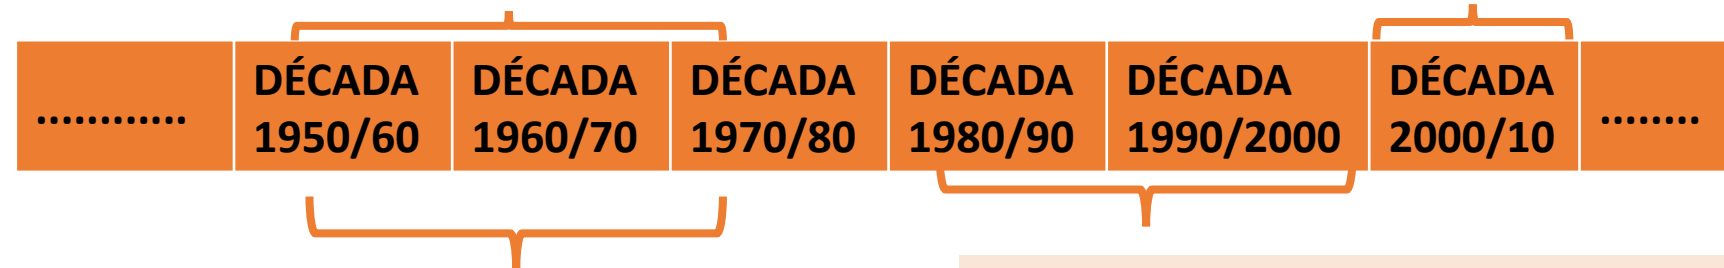 ............ DÉCADA DÉCADA DÉCADA DÉCADA DÉCADA DÉCADA ........
1950/60 1960/70 1970/80 1980/90 1990/2000 2000/10